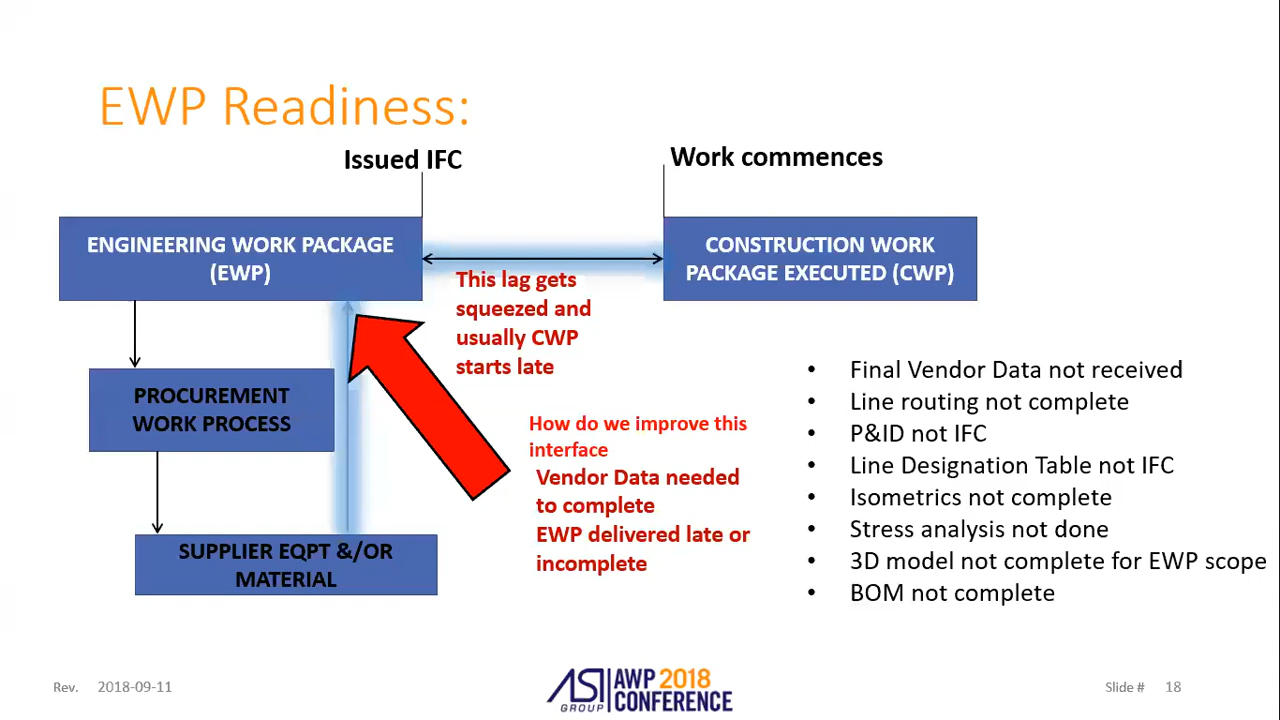 EWP Readiness:
Issued IFC
Work commences
ENGINEERING WORK PACKAGE
(EWP)
CONSTRUCTION WORK
PACKAGE EXECUTED (CWP)
This lag gets
squeezed and
usually CWP
starts late
PROCUREMENT
WORK PROCESS
How do we improve this
interface
Vendor Data needed
to complete
EWP delivered late or
incomplete
SUPPLIER EQPT &/OR
MATERIAL
• Final Vendor Data not received
• Line routing not complete
• P&ID not IFC
• Line Designation Table not IFC
• Isometrics not complete
• Stress analysis not done
• 3D model not complete for EWP scope
• BOM not complete
Rev. 2018-09-11
ASI
GROUP
AWP 2018
CONFERENCE
Slide # 18